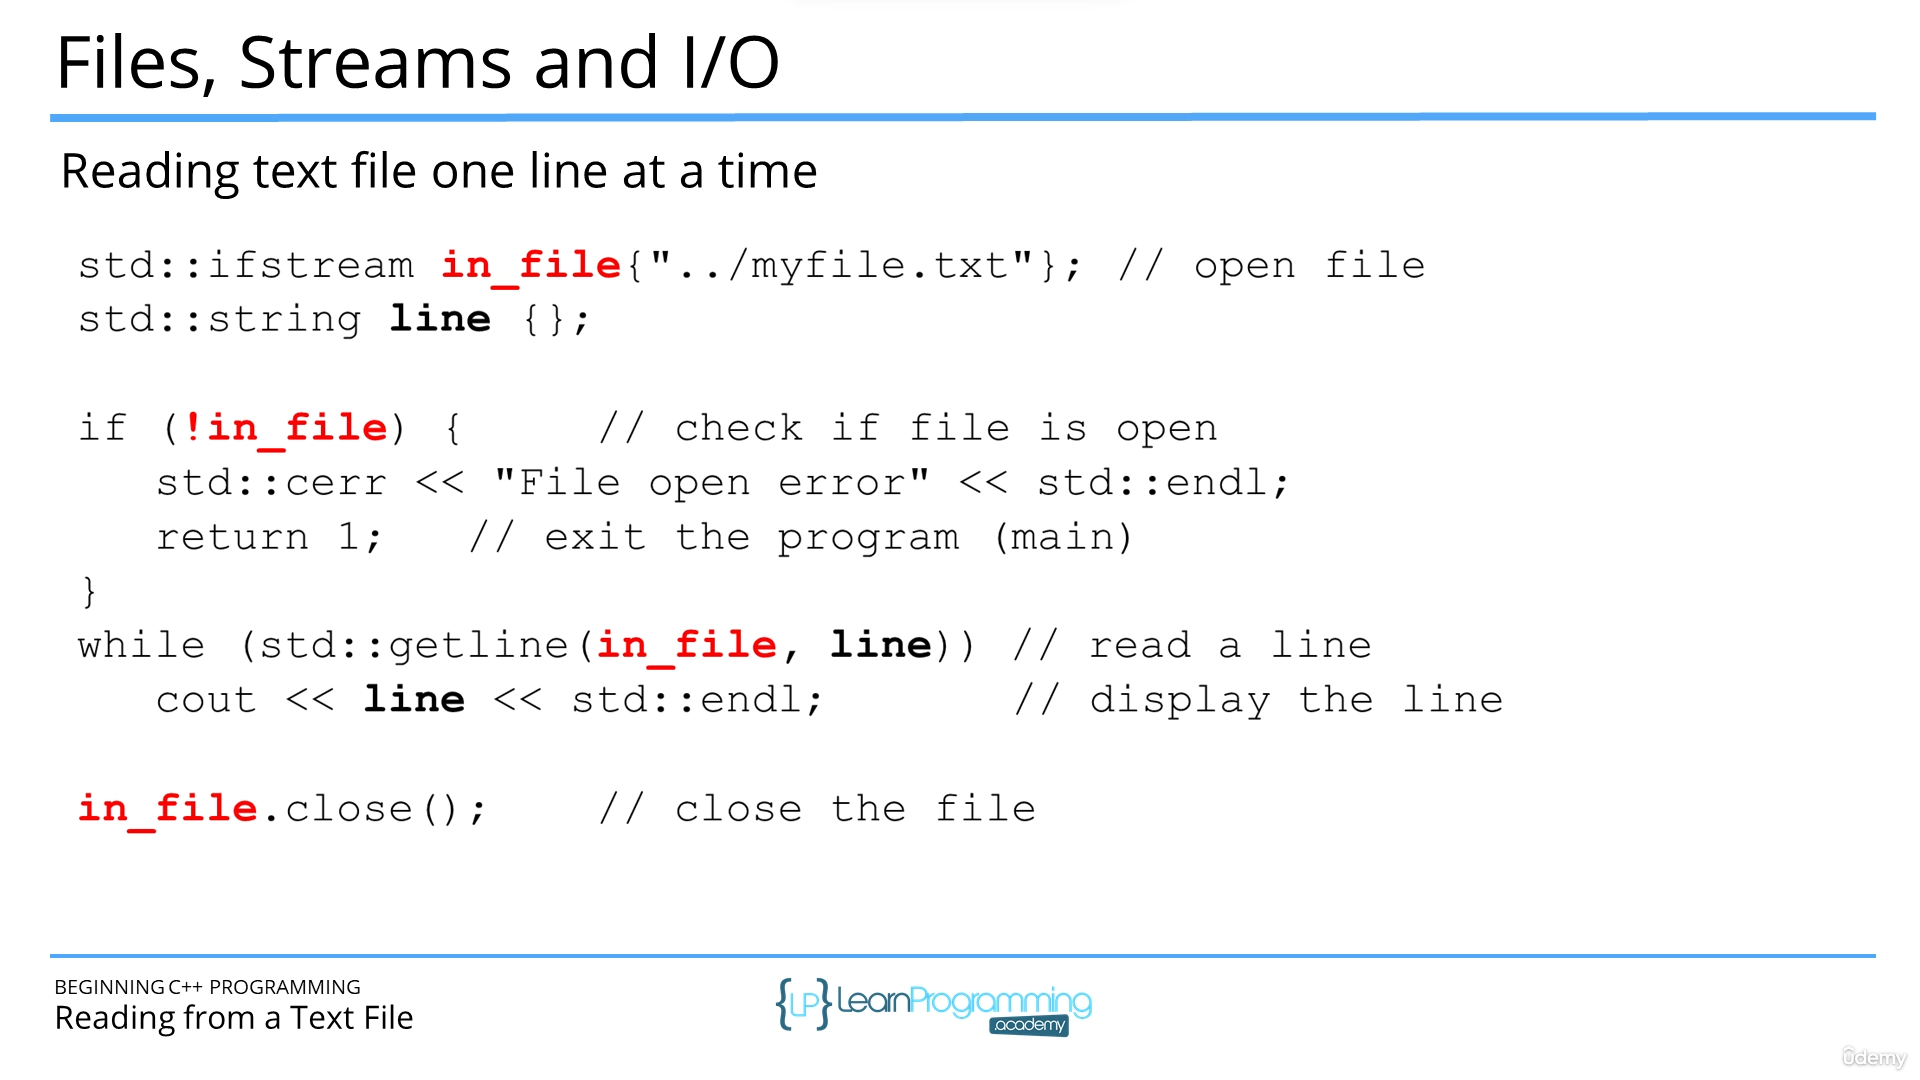 Files, Streams and I/O
Reading text file one line at a time
std::ifstream in_file{"../myfile.txt"}; // open file
std::string line {};
if (!in_file) { // check if file is open
std::cerr << "File open error" << std::endl;
return 1; // exit the program (main)
}
while (std::getline(in_file, line)) // read a line
cout << line << std::endl; // display the line
in_file.close(); // close the file
BEGINNING C++ PROGRAMMING
Reading from a Text File
{LP} LearnProgramming
academy
ûdemy